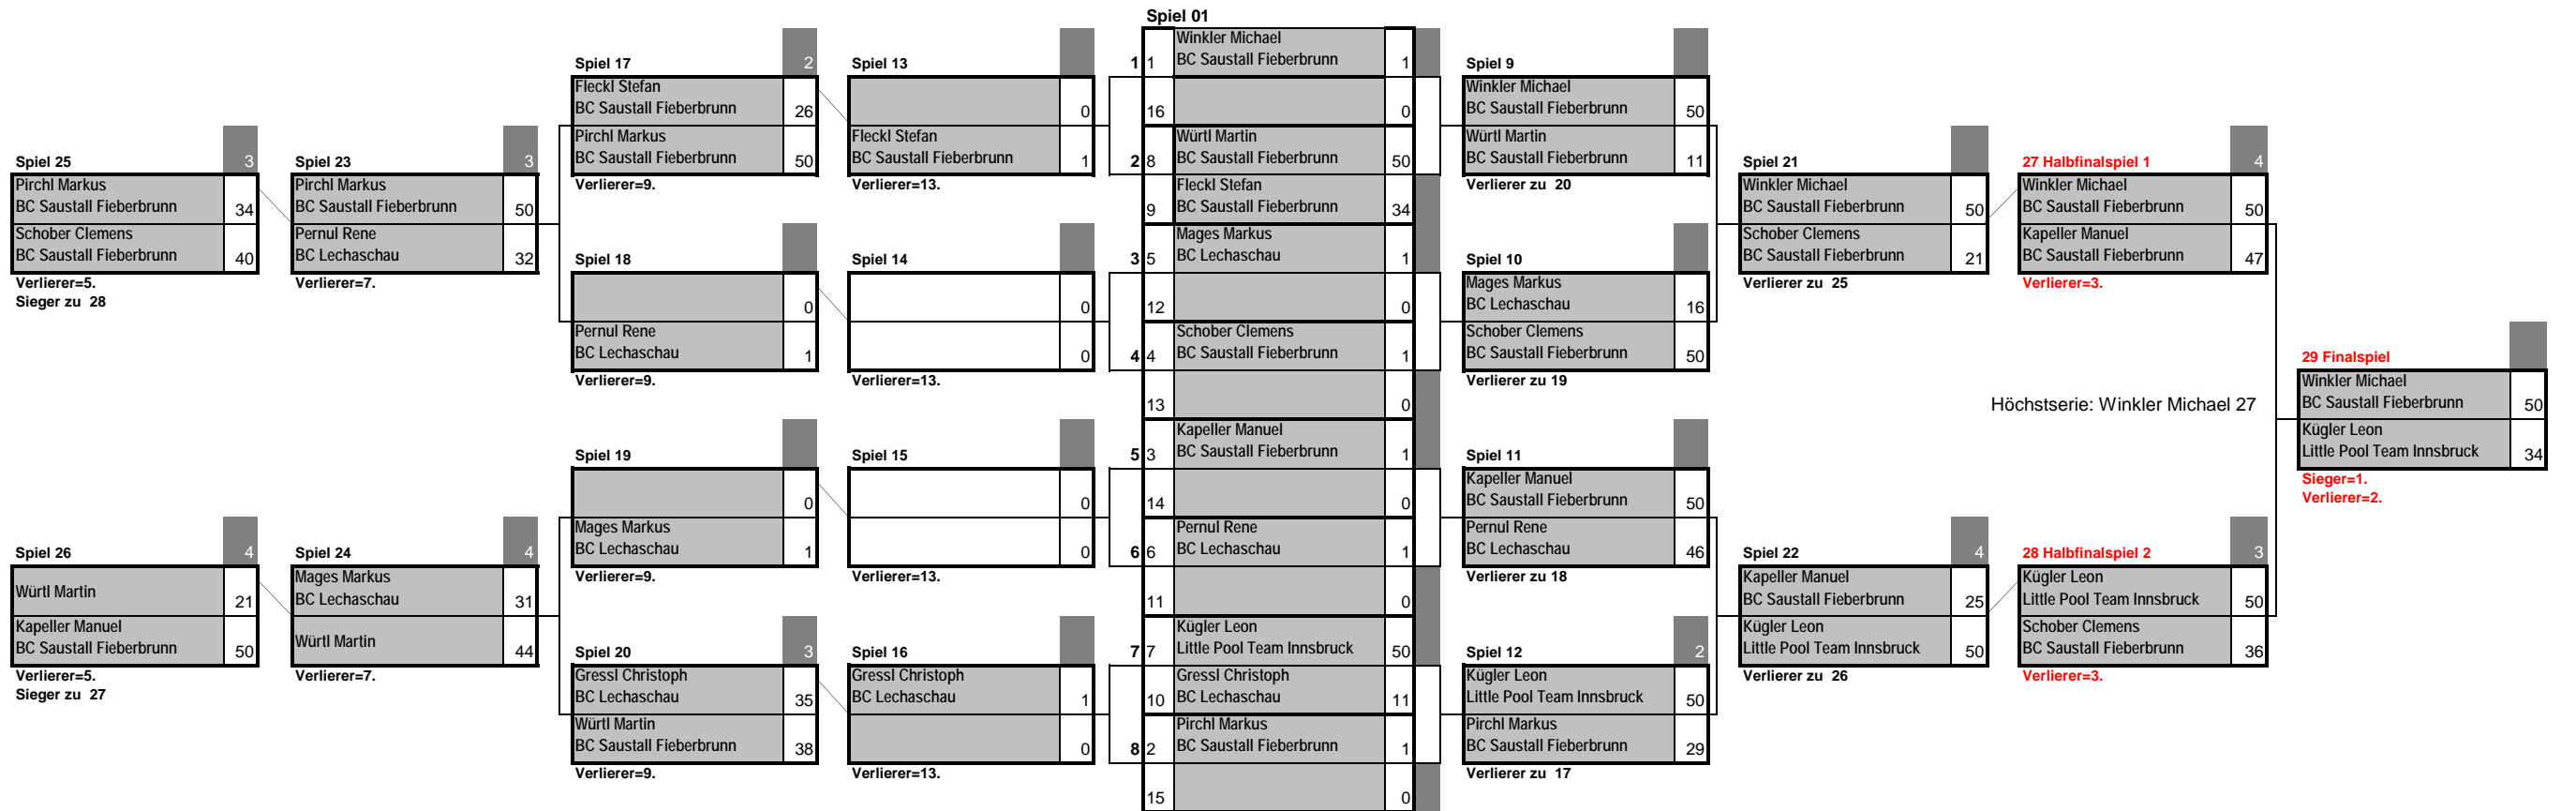 Spiel 25 3
Pirchl Markus
BC Saustall Fieberbrunn 34
Schober Clemens
BC Saustall Fieberbrunn 40
Verlierer=5.
Sieger zu 28
Spiel 26 4
Würtl Martin 21
Kapeller Manuel
BC Saustall Fieberbrunn 50
Verlierer=5.
Sieger zu 27
Spiel 23 3
Pirchl Markus
BC Saustall Fieberbrunn 50
Pernul Rene
BC Lechaschau 32
Verlierer=7.
Spiel 24 4
Mages Markus
BC Lechaschau 31
Würtl Martin 44
Verlierer=7.
Spiel 17 2
Fleckl Stefan
BC Saustall Fieberbrunn 26
Pirchl Markus
BC Saustall Fieberbrunn 50
Verlierer=9.
Spiel 18
0
Pernul Rene
BC Lechaschau 1
Verlierer=9.
Spiel 19
0
Mages Markus
BC Lechaschau 1
Verlierer=9.
Spiel 20 3
Gressl Christoph
BC Lechaschau 35
Würtl Martin
BC Saustall Fieberbrunn 38
Verlierer=9.
Spiel 13
0
Fleckl Stefan
BC Saustall Fieberbrunn 1
Verlierer=13.
Spiel 14
0
0
Verlierer=13.
Spiel 15
0
0
Verlierer=13.
Spiel 16
Gressl Christoph
BC Lechaschau 1
0
Verlierer=13.
Spiel 01
Winkler Michael
1 1 BC Saustall Fieberbrunn 1
16 0
Würtl Martin
2 8 BC Saustall Fieberbrunn 50
Fleckl Stefan
9 BC Saustall Fieberbrunn 34
Mages Markus
3 5 BC Lechaschau 1
12 0
Schober Clemens
4 4 BC Saustall Fieberbrunn 1
13 0
Kapeller Manuel
5 3 BC Saustall Fieberbrunn 1
14 0
Pernul Rene
6 6 BC Lechaschau 1
11 0
Kügler Leon
7 7 Little Pool Team Innsbruck 50
Gressl Christoph
10 BC Lechaschau 11
Pirchl Markus
8 2 BC Saustall Fieberbrunn 1
15 0
Spiel 9
Winkler Michael
BC Saustall Fieberbrunn 50
Würtl Martin
BC Saustall Fieberbrunn 11
Verlierer zu 20
Spiel 10
Mages Markus
BC Lechaschau 16
Schober Clemens
BC Saustall Fieberbrunn 50
Verlierer zu 19
Spiel 11
Kapeller Manuel
BC Saustall Fieberbrunn 50
Pernul Rene
BC Lechaschau 46
Verlierer zu 18
Spiel 12 2
Kügler Leon
Little Pool Team Innsbruck 50
Pirchl Markus
BC Saustall Fieberbrunn 29
Verlierer zu 17
Spiel 21
Winkler Michael
BC Saustall Fieberbrunn 50
Schober Clemens
BC Saustall Fieberbrunn 21
Verlierer zu 25
Spiel 22 4
Kapeller Manuel
BC Saustall Fieberbrunn 25
Kügler Leon
Little Pool Team Innsbruck 50
Verlierer zu 26
27 Halbfinalspiel 1 4
Winkler Michael
BC Saustall Fieberbrunn 50
Kapeller Manuel
BC Saustall Fieberbrunn 47
Verlierer=3.
Höchstserie: Winkler Michael 27
28 Halbfinalspiel 2 3
Kügler Leon
Little Pool Team Innsbruck 50
Schober Clemens
BC Saustall Fieberbrunn 36
Verlierer=3.
29 Finalspiel
Winkler Michael
BC Saustall Fieberbrunn 50
Kügler Leon
Little Pool Team Innsbruck 34
Sieger=1.
Verlierer=2.